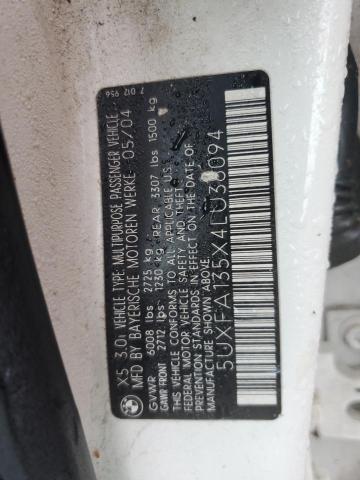 7 012 956
X5 3.0i VEHICLE TYPE: MULTIPURPOSE PASSENGER VEHICLE
MFD BY BAYERISCHE MOTOREN WERKE 05/04
GVWR 6008 lbs 2725 kg
GAWR FRONT 2712 lbs 1230 kg REAR 3307 lbs 1500 kg
THIS VEHICLE CONFORMS TO ALL APPLICABLE U.S.
FEDERAL MOTOR VEHICLE SAFETY AND THEFT
PREVENTION STANDARDS IN EFFECT ON THE DATE OF
MANUFACTURE SHOWN ABOVE.